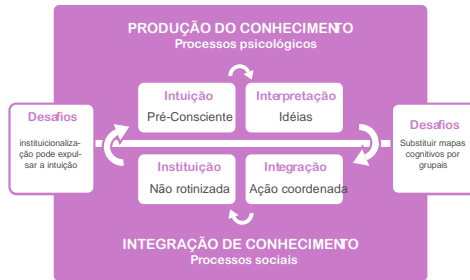 PRODUÇÃO DO CONHECIMENTO
Processos psicológicos
Intuição
Pré-Consciente
Interpretação
Idéias
Desafios
instituicionaliza-
ção pode expul-
sar a intuição
Desafios
Substituir mapas
cognitivos por
grupais
Instituição
Não rotinizada
Integração
Ação coordenada
INTEGRAÇÃO DE CONHECIMENTO
Processos sociais